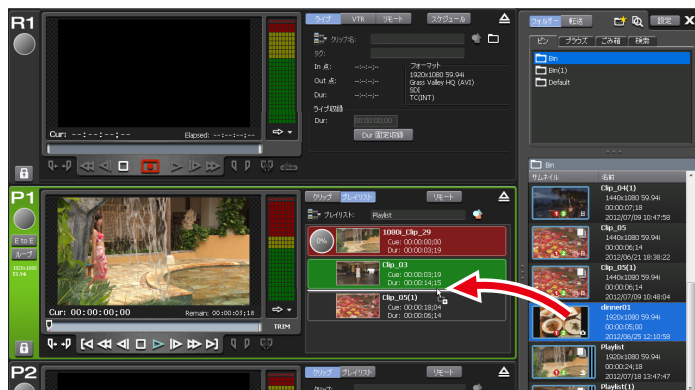 R1
Cur: --:--:--;--
Elapsed: --:--:--;--
ライブ VTR リモート スケジュール
クリップ名:
タグ:
In 点: --:--:--;--
Out 点: --:--:--;--
Dur: --:--:--;--
フォーマット
1920x1080 59.94i
Grass Valley HQ (AVI)
SDI
TC(INT)
ライブ収録
Dur: 00:00:00;00
Dur 固定収録
P1
E to E
ループ
1920x1080
59.94i
Cur: 00:00:00;00
Remain: 00:00:03;18
TRIM
クリップ プレイリスト リモート
プレイリスト: Playlist
0%
1080i_Clip_29
Cue: 00:00:00;00
Dur: 00:00:03;19
Clip_03
Cue: 00:00:03;19
Dur: 00:00:14;15
Clip_05(1)
Cue: 00:00:18;04
Dur: 00:00:06;14
P2
クリップ プレイリスト リモート
フォルダー 転送 設定 X
ビン ブラウズ ごみ箱 検索
Bin
Bin(1)
Default
Bin
サムネイル 名前
Clip_04(1)
1440x1080 59.94i
00:00:07;18
2012/07/09 10:47:58
Clip_05
1440x1080 59.94i
00:00:06;14
2012/06/21 18:38:22
Clip_05(1)
1440x1080 59.94i
00:00:06;14
2012/07/09 10:48:04
dinner01
1920x1080 59.94i
00:00:05;00
2012/06/25 12:10:58
Playlist
1920x1080 59.94i
00:00:24;18
2012/07/18 13:47:47
Playlist(1)